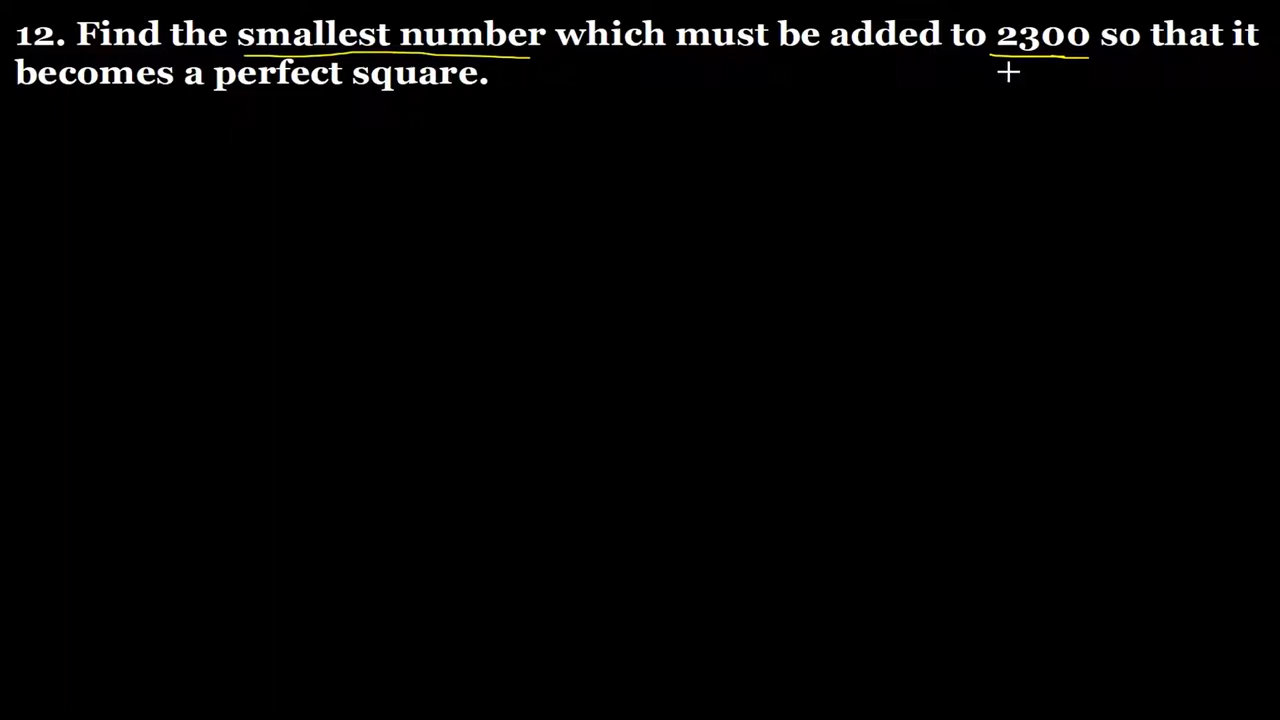 12. Find the smallest number which must be added to 2300 so that it
becomes a perfect square.